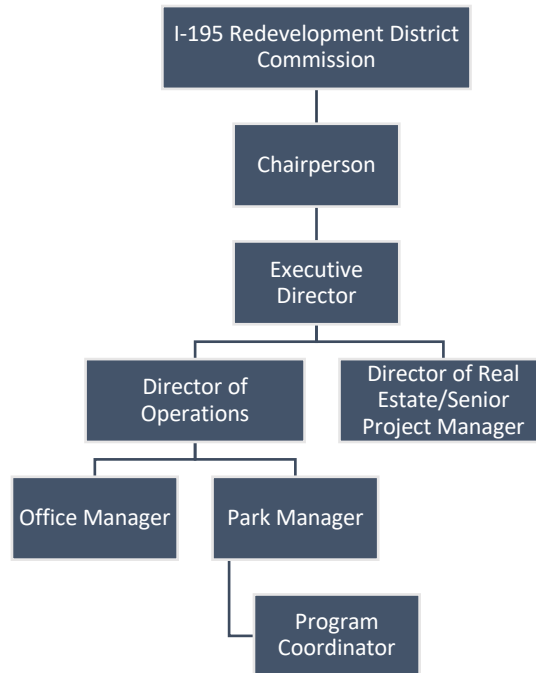 I-195 Redevelopment District
Commission
Chairperson
Executive
Director
Director of
Operations
Director of Real
Estate/Senior
Project Manager
Office Manager
Park Manager
Program
Coordinator